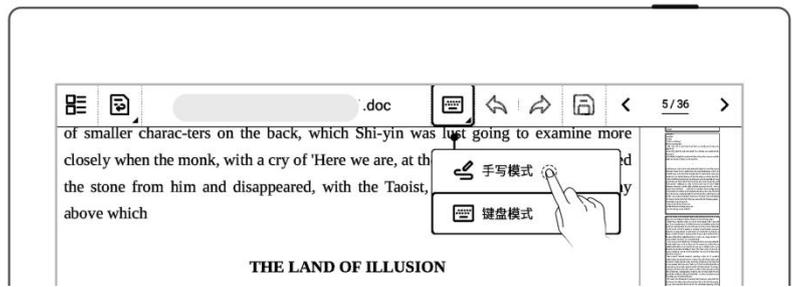 .doc
5 / 36
of smaller charac-ters on the back, which Shi-yin was just going to examine more
closely when the monk, with a cry of 'Here we are, at th
the stone from him and disappeared, with the Taoist,
above which
手写模式
键盘模式
THE LAND OF ILLUSION